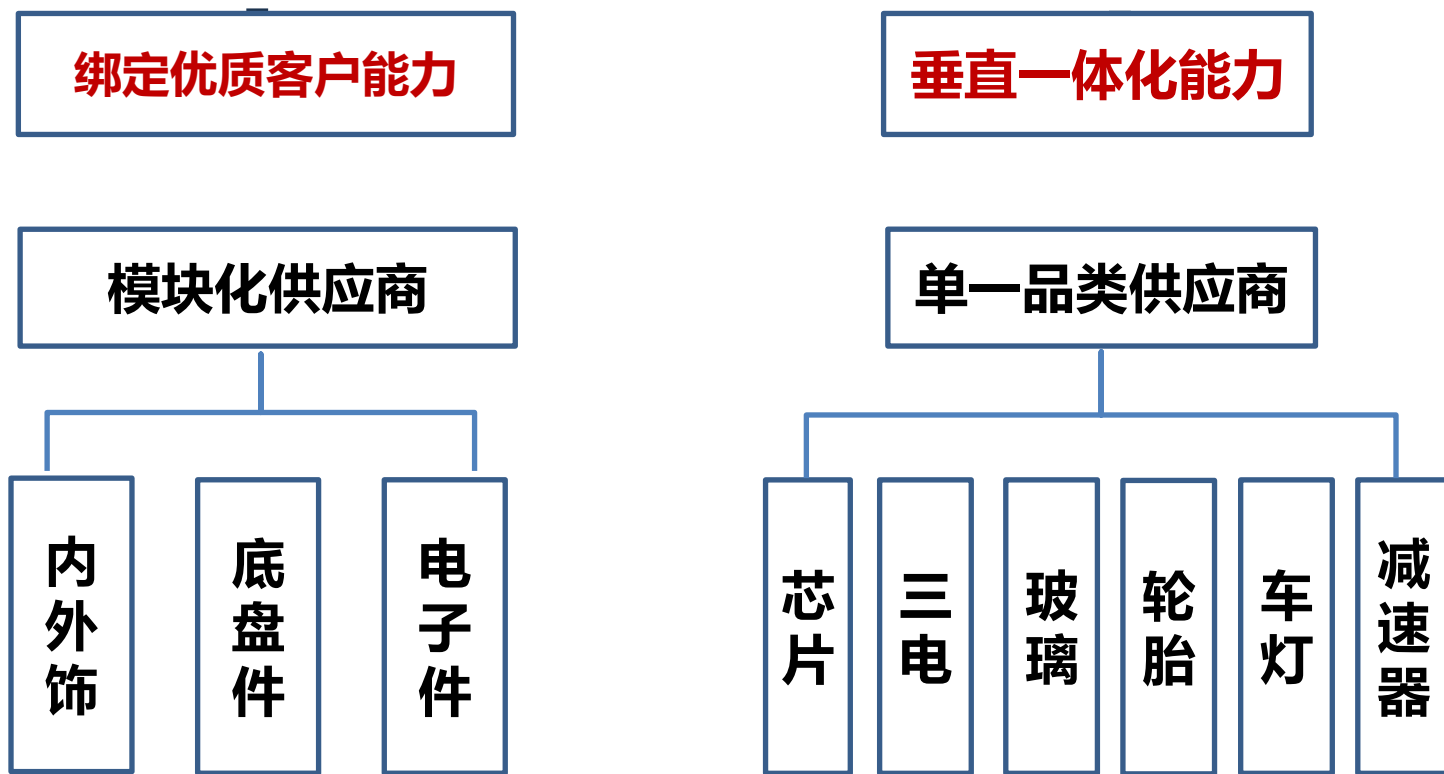 绑定优质客户能力
垂直一体化能力
模块化供应商
单一品类供应商
内外饰
底盘件
电子件
芯片
三电
玻璃
轮胎
车灯
减速器